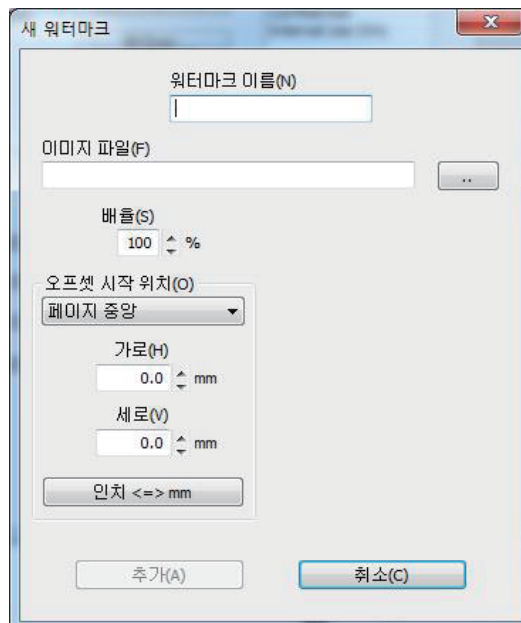 새 워터마크
워터마크 이름(N)
이미지 파일(F)
..
배율(S)
100 %
오프셋 시작 위치(O)
페이지 중앙
가로(H)
0.0 mm
세로(V)
0.0 mm
인치 <=> mm
추가(A) 취소(C)